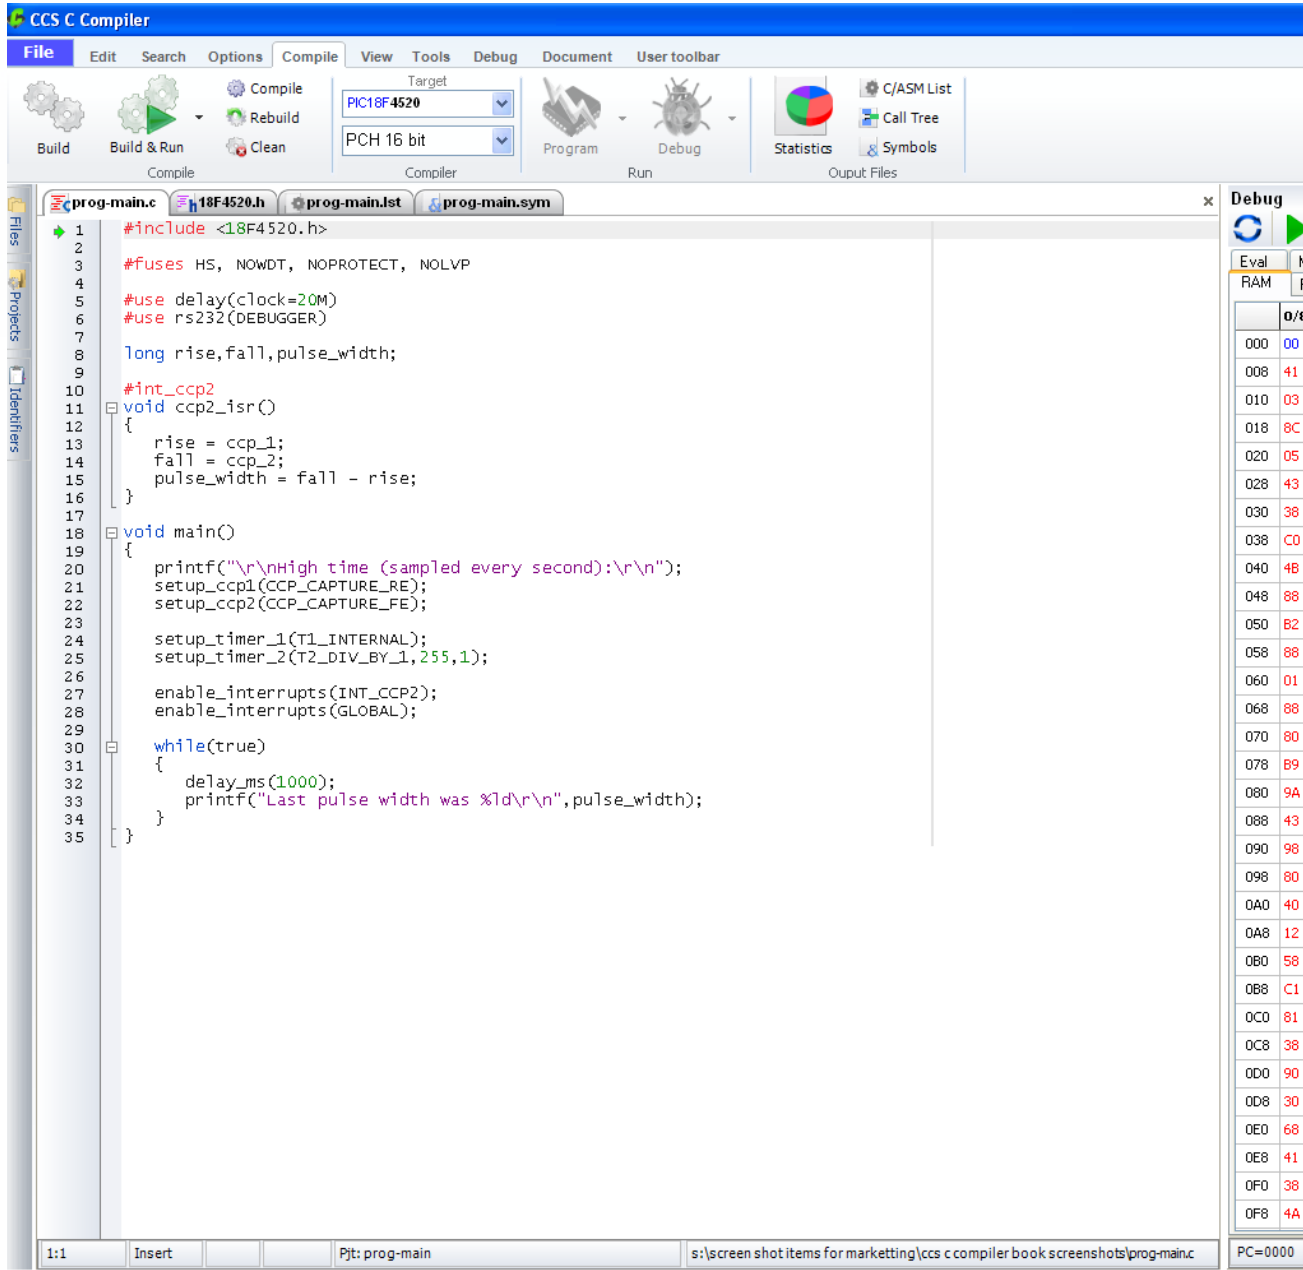 CCS C Compiler
File Edit Search Options Compile View Tools Debug Document User toolbar
Build
Build & Run
Compile
Rebuild
Clean
Compile
Target
PIC18F4520
PCH 16 bit
Compiler
Program
Debug
Run
Statistics
C/ASM List
Call Tree
Symbols
Ouput Files
Files
Projects
Identifiers
prog-main.c 18F4520.h prog-main.lst prog-main.sym
1 #include <18F4520.h>
2
3 #fuses HS, NOWDT, NOPROTECT, NOLVP
4
5 #use delay(clock=20M)
6 #use rs232(DEBUGGER)
7
8 long rise,fall,pulse_width;
9
10 #int_ccp2
11 void ccp2_isr()
12 {
13 rise = ccp_1;
14 fall = ccp_2;
15 pulse_width = fall - rise;
16 }
17
18 void main()
19 {
20 printf("\r\nHigh time (sampled every second):\r\n");
21 setup_ccp1(CCP_CAPTURE_RE);
22 setup_ccp2(CCP_CAPTURE_FE);
23
24 setup_timer_1(T1_INTERNAL);
25 setup_timer_2(T2_DIV_BY_1,255,1);
26
27 enable_interrupts(INT_CCP2);
28 enable_interrupts(GLOBAL);
29
30 while(true)
31 {
32 delay_ms(1000);
33 printf("Last pulse width was %ld\r\n",pulse_width);
34 }
35 }
Debug
Eval
RAM
000 00
008 41
010 03
018 8C
020 05
028 43
030 38
038 C0
040 4B
048 88
050 B2
058 88
060 01
068 88
070 80
078 B9
080 9A
088 43
090 98
098 80
0A0 40
0A8 12
0B0 58
0B8 C1
0C0 81
0C8 38
0D0 90
0D8 30
0E0 68
0E8 41
0F0 38
0F8 4A
1:1 Insert Pjt: prog-main s:\screen shot items for marketting\ccs c compiler book screenshots\prog-main.c
PC=0000